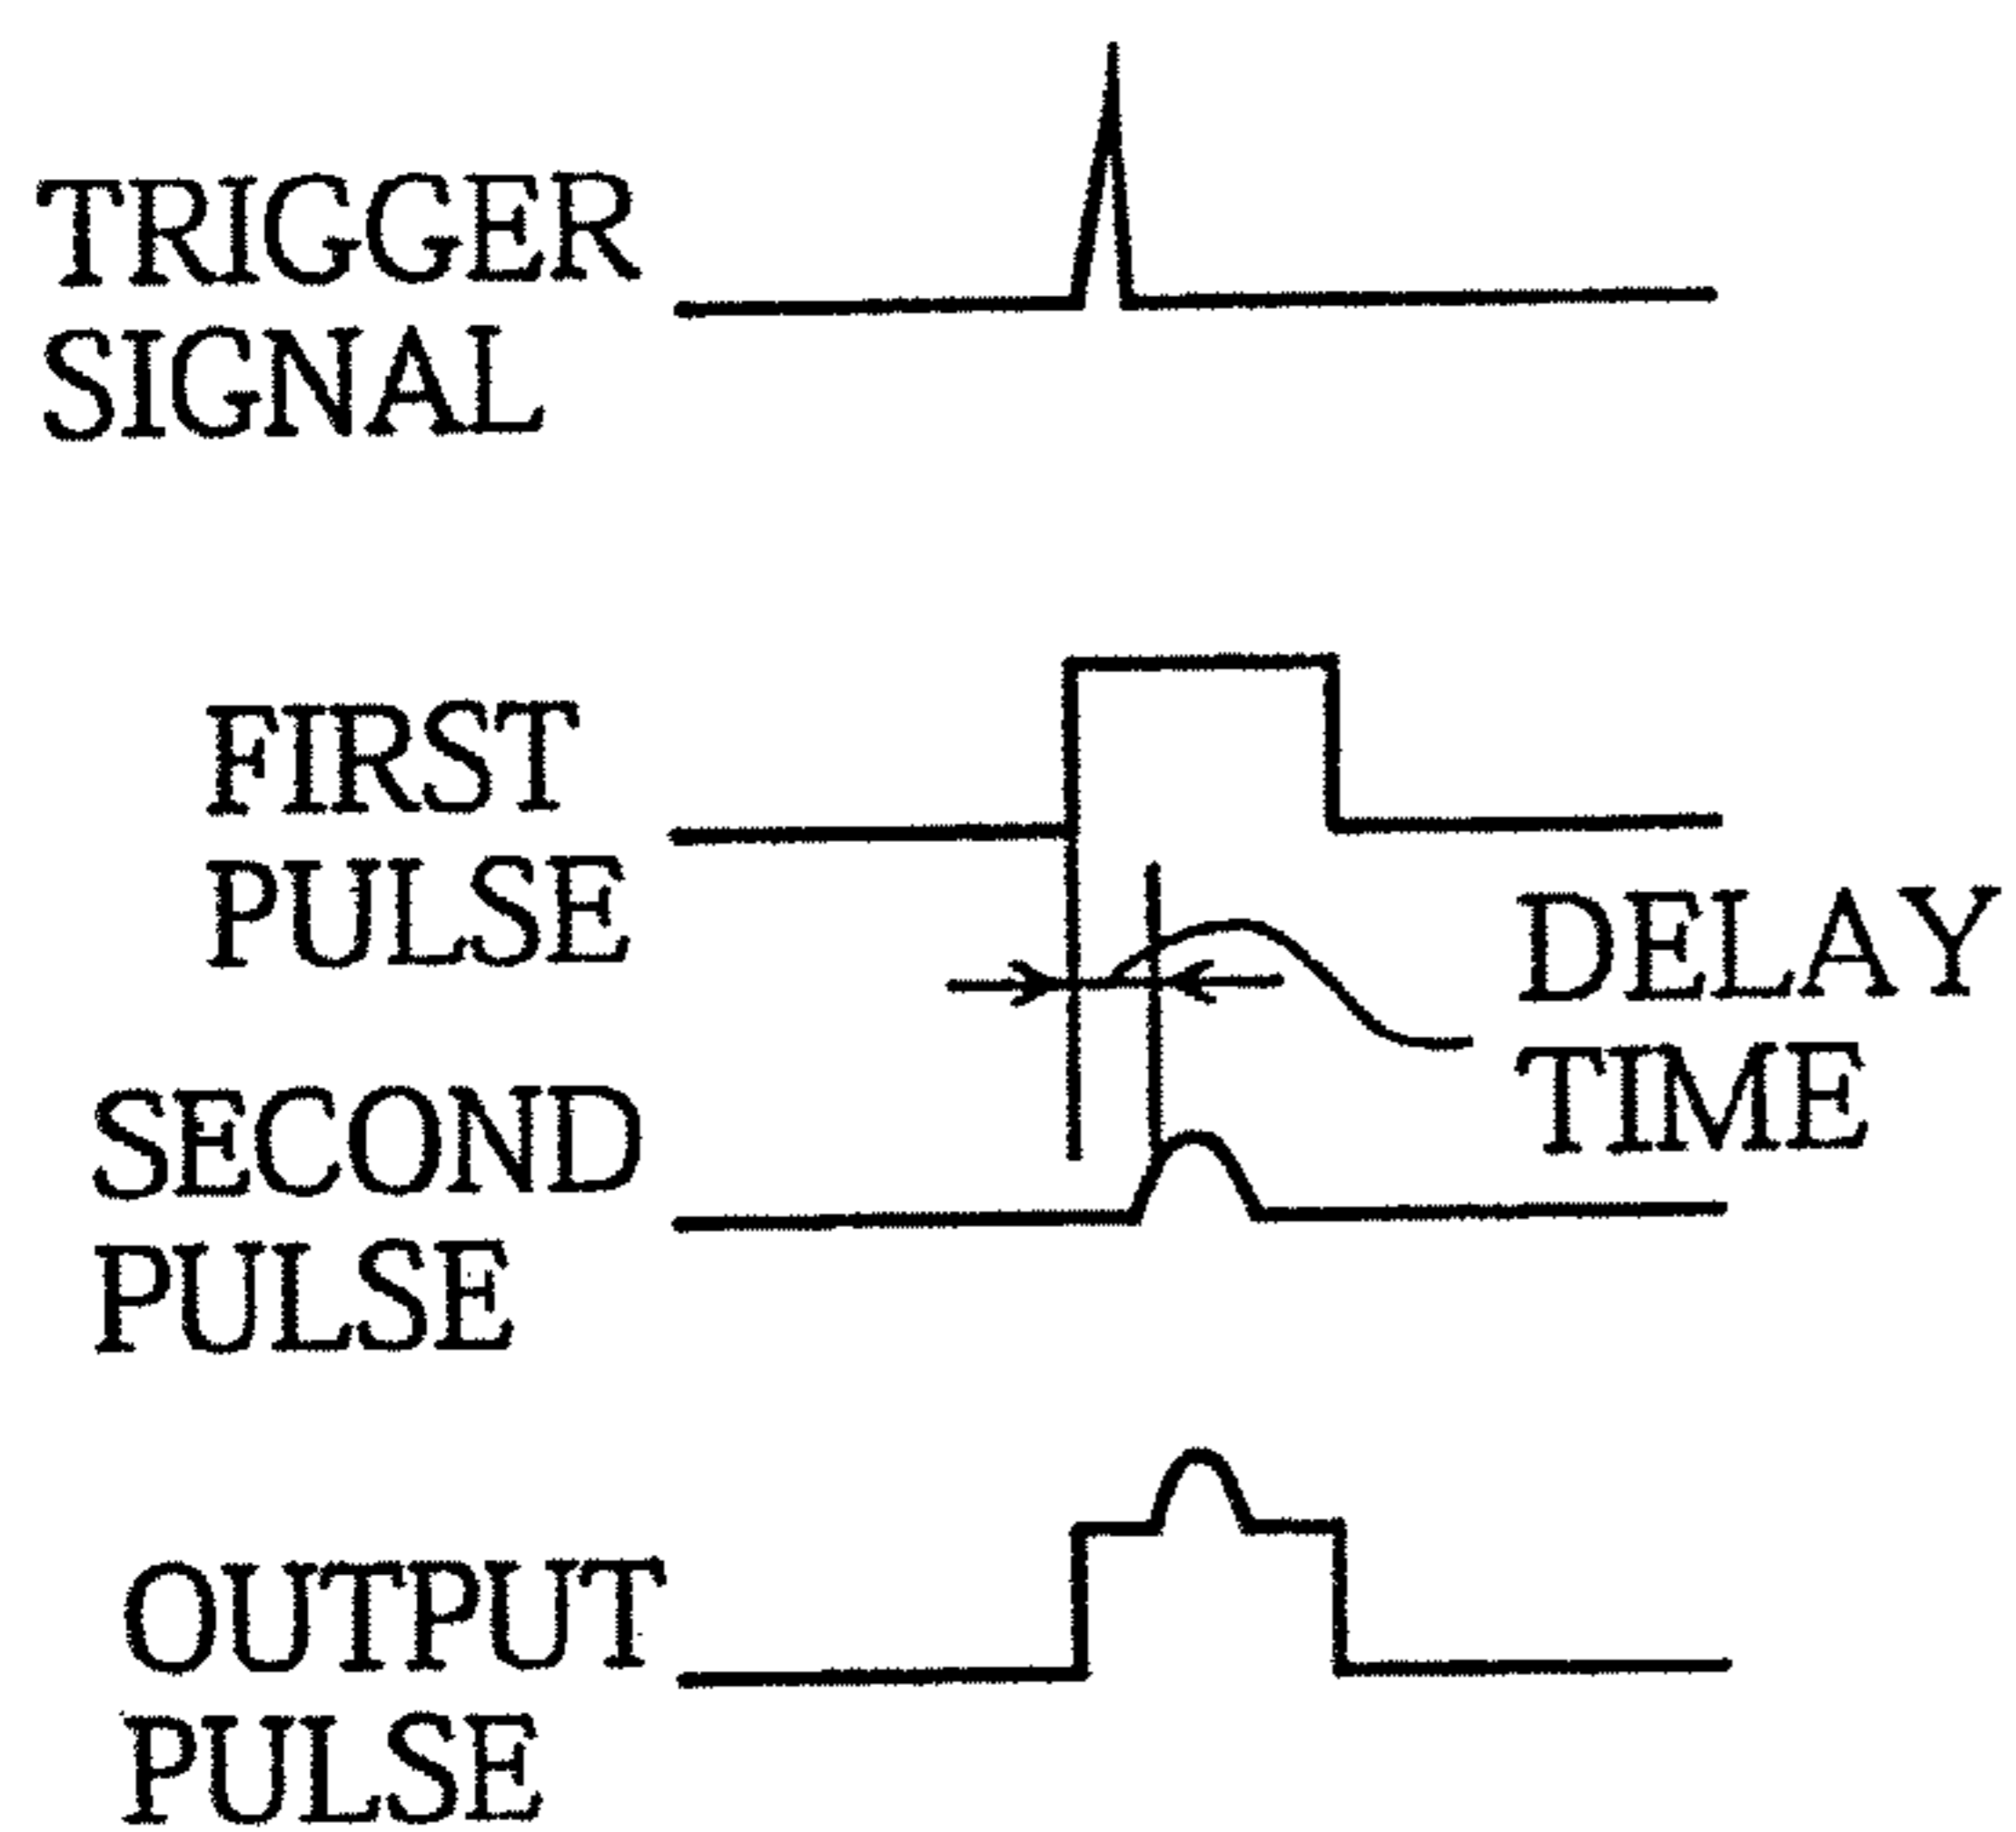 TRIGGER
SIGNAL
FIRST
PULSE
DELAY
TIME
SECOND
PULSE
OUTPUT
PULSE